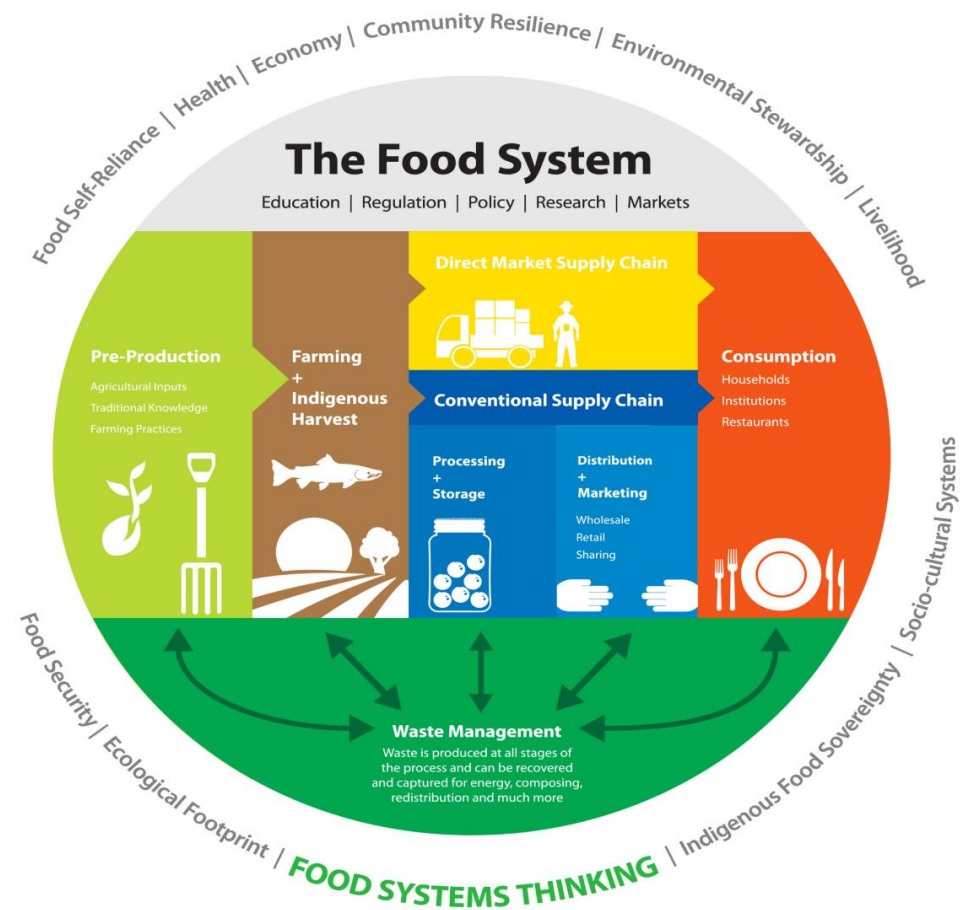 Food Self-Reliance | Health | Economy | Community Resilience | Environmental Stewardship | Livelihood
The Food System
Education | Regulation | Policy | Research | Markets
Pre-Production
Agricultural Inputs
Traditional Knowledge
Farming Practices
Farming
+
Indigenous
Harvest
Direct Market Supply Chain
Conventional Supply Chain
Processing
+
Storage
Distribution
+
Marketing
Wholesale
Retail
Sharing
Consumption
Households
Institutions
Restaurants
Waste Management
Waste is produced at all stages of
the process and can be recovered
and captured for energy, composing,
redistribution and much more
Food Security | Ecological Footprint | FOOD SYSTEMS THINKING | Indigenous Food Sovereignty | Socio-cultural Systems